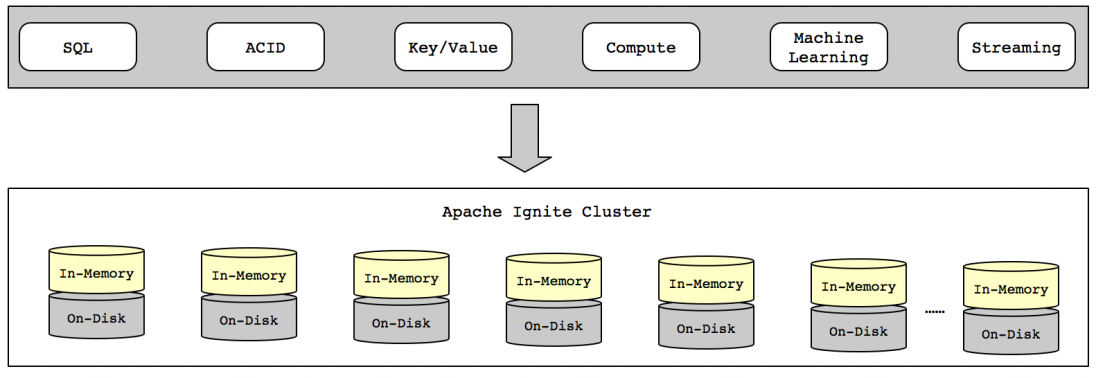 SQL
ACID
Key/Value
Compute
Machine
Learning
Streaming
Apache Ignite Cluster
In-Memory
On-Disk
In-Memory
On-Disk
In-Memory
On-Disk
In-Memory
On-Disk
In-Memory
On-Disk
In-Memory
On-Disk
......
In-Memory
On-Disk